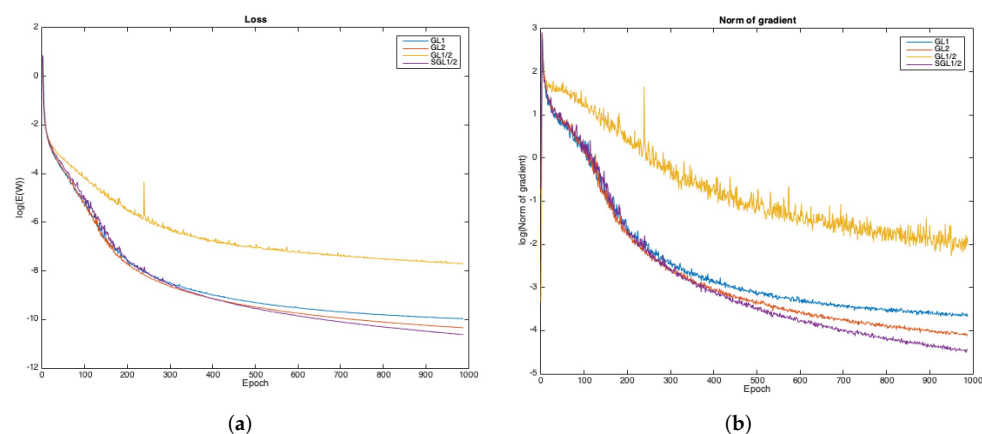 Loss
2
0
-2
-4
-6
-8
-10
-12
log(E(W))
0 100 200 300 400 500 600 700 800 900 1000
Epoch
GL1
GL2
GL1/2
SGL1/2
(a)
Norm of gradient
3
2
1
0
-1
-2
-3
-4
-5
log(Norm of gradient)
0 100 200 300 400 500 600 700 800 900 1000
Epoch
GL1
GL2
GL1/2
SGL1/2
(b)